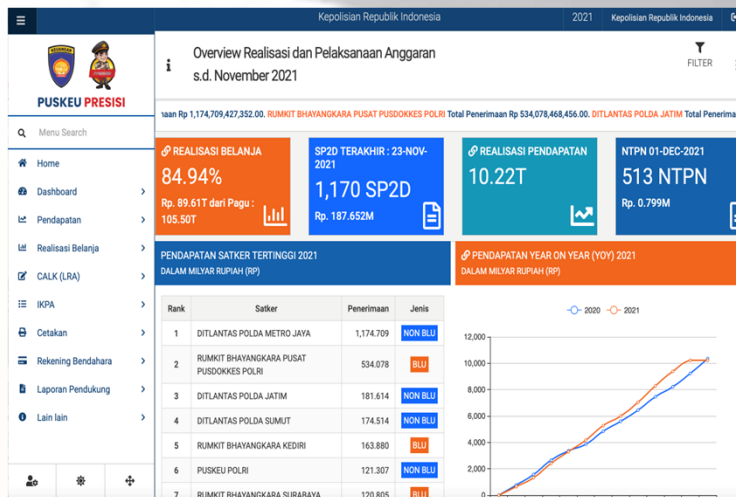 Kepolisian Republik Indonesia
2021
Kepolisian Republik Indonesia
PUSKEU PRESISI
Menu Search
Home
Dashboard
Pendapatan
Realisasi Belanja
CALK (LRA)
IKPA
Cetakan
Rekening Bendahara
Laporan Pendukung
Lain lain
Overview Realisasi dan Pelaksanaan Anggaran
s.d. November 2021
FILTER
Rp 1,174,709,427,352.00. RUMKIT BHAYANGKARA PUSAT PUSDOKKES POLRI Total Penerimaan Rp 534,078,468,456.00. DITLANTAS POLDA JATIM Total
REALISASI BELANJA
84.94%
Rp. 89.61T dari Pagu :
105.50T
SP2D TERAKHIR : 23-NOV-
2021
1,170 SP2D
Rp. 187.652M
REALISASI PENDAPATAN
10.22T
NTPN 01-DEC-2021
513 NTPN
Rp. 0.799M
PENDAPATAN SATKER TERTINGGI 2021
DALAM MILYAR RUPIAH (RP)
Rank Satker Penerimaan Jenis
1 DITLANTAS POLDA METRO JAYA 1,174.709 NON BLU
2 RUMKIT BHAYANGKARA PUSAT
PUSDOKKES POLRI 534.078 BLU
3 DITLANTAS POLDA JATIM 181.614 NON BLU
4 DITLANTAS POLDA SUMUT 174.514 NON BLU
5 RUMKIT BHAYANGKARA KEDIRI 163.880 BLU
6 PUSKEU POLRI 121.307 NON BLU
7 RUMKIT BHAYANGKARA SURABAYA 120.805 BLU
PENDAPATAN YEAR ON YEAR (YOY) 2021
DALAM MILYAR RUPIAH (RP)
2020 2021
12,000
10,000
8,000
6,000
4,000
2,000
0